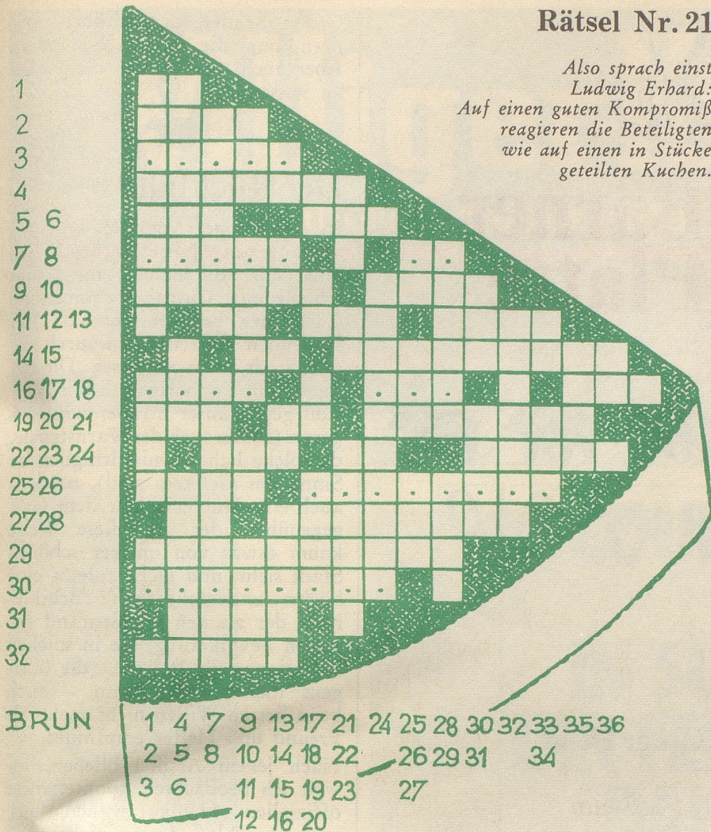 Rätsel Nr. 21
Also sprach einst
Ludwig Erhard:
Auf einen guten Kompromiß
reagieren die Beteiligten
wie auf einen in Stücke
geteilten Kuchen.
1
2
3
4
5 6
7 8
9 10
11 12 13
14 15
16 17 18
19 20 21
22 23 24
25 26
27 28
29
30
31
32
BRUN 1 4 7 9 13 17 21 24 25 28 30 32 33 35 36
2 5 8 10 14 18 22 26 29 31 34
3 6 11 15 19 23 27
12 16 20